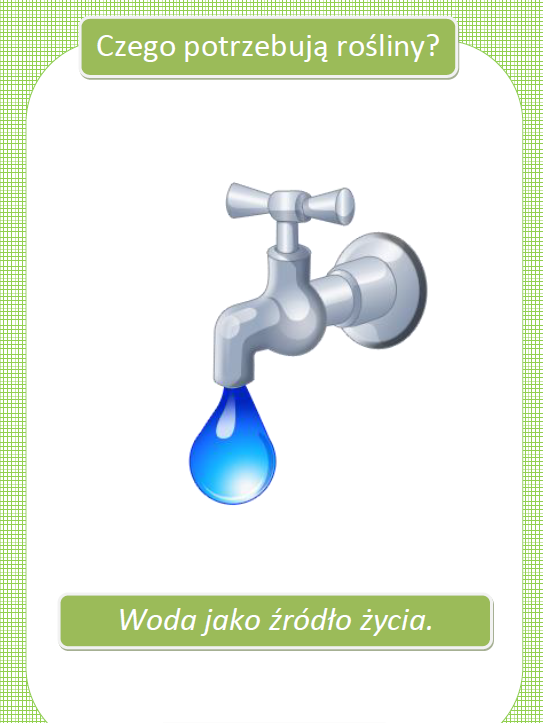 Czego potrzebują rośliny?
Woda jako źródło życia.